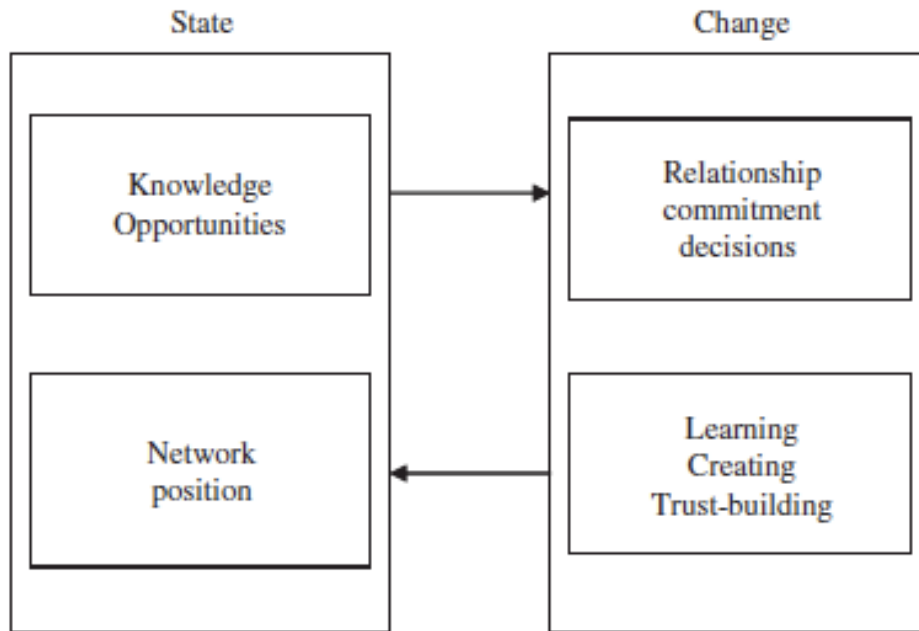 State
Change
Knowledge
Opportunities
Relationship
commitment
decisions
Network
position
Learning
Creating
Trust-building